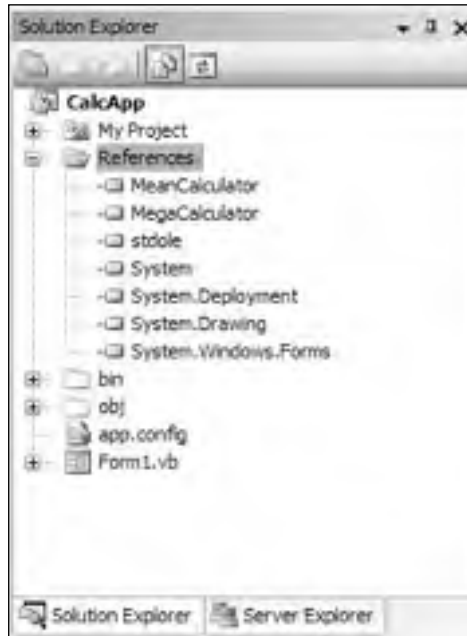 Solution Explorer
CalcApp
My Project
References
MeanCalculator
MegaCalculator
stdole
System
System.Deployment
System.Drawing
System.Windows.Forms
bin
obj
app.config
Form1.vb
Solution Explorer Server Explorer